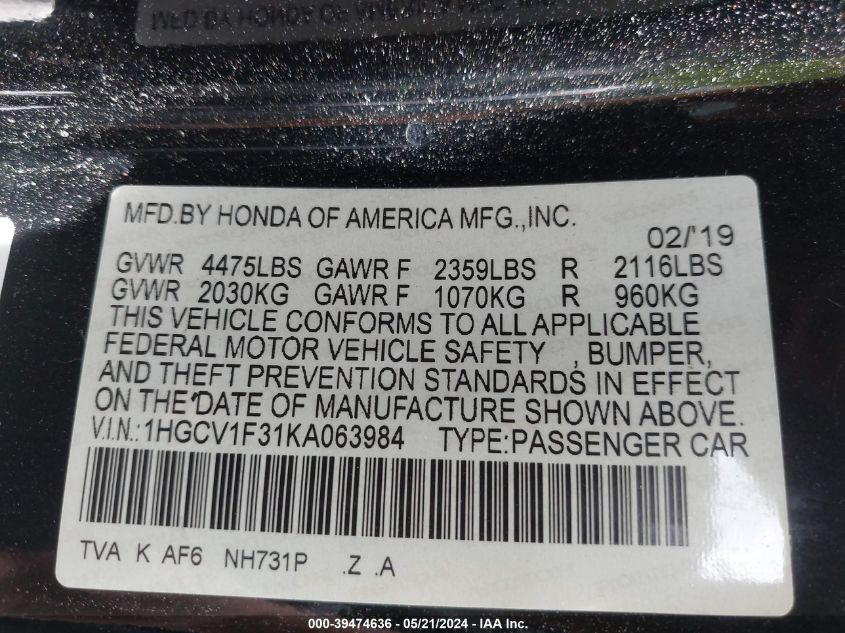 MFD.BY HONDA OF AMERICA MFG.,INC.
02/'19
GVWR 4475LBS GAWR F 2359LBS R 2116LBS
GVWR 2030KG GAWR F 1070KG R 960KG
THIS VEHICLE CONFORMS TO ALL APPLICABLE
FEDERAL MOTOR VEHICLE SAFETY , BUMPER,
AND THEFT PREVENTION STANDARDS IN EFFECT
ON THE DATE OF MANUFACTURE SHOWN ABOVE.
V.I.N.:1HGCV1F31KA063984 TYPE:PASSENGER CAR
TVA K AF6 NH731P .Z .A
000-39474636 - 05/21/2024 - IAA Inc.